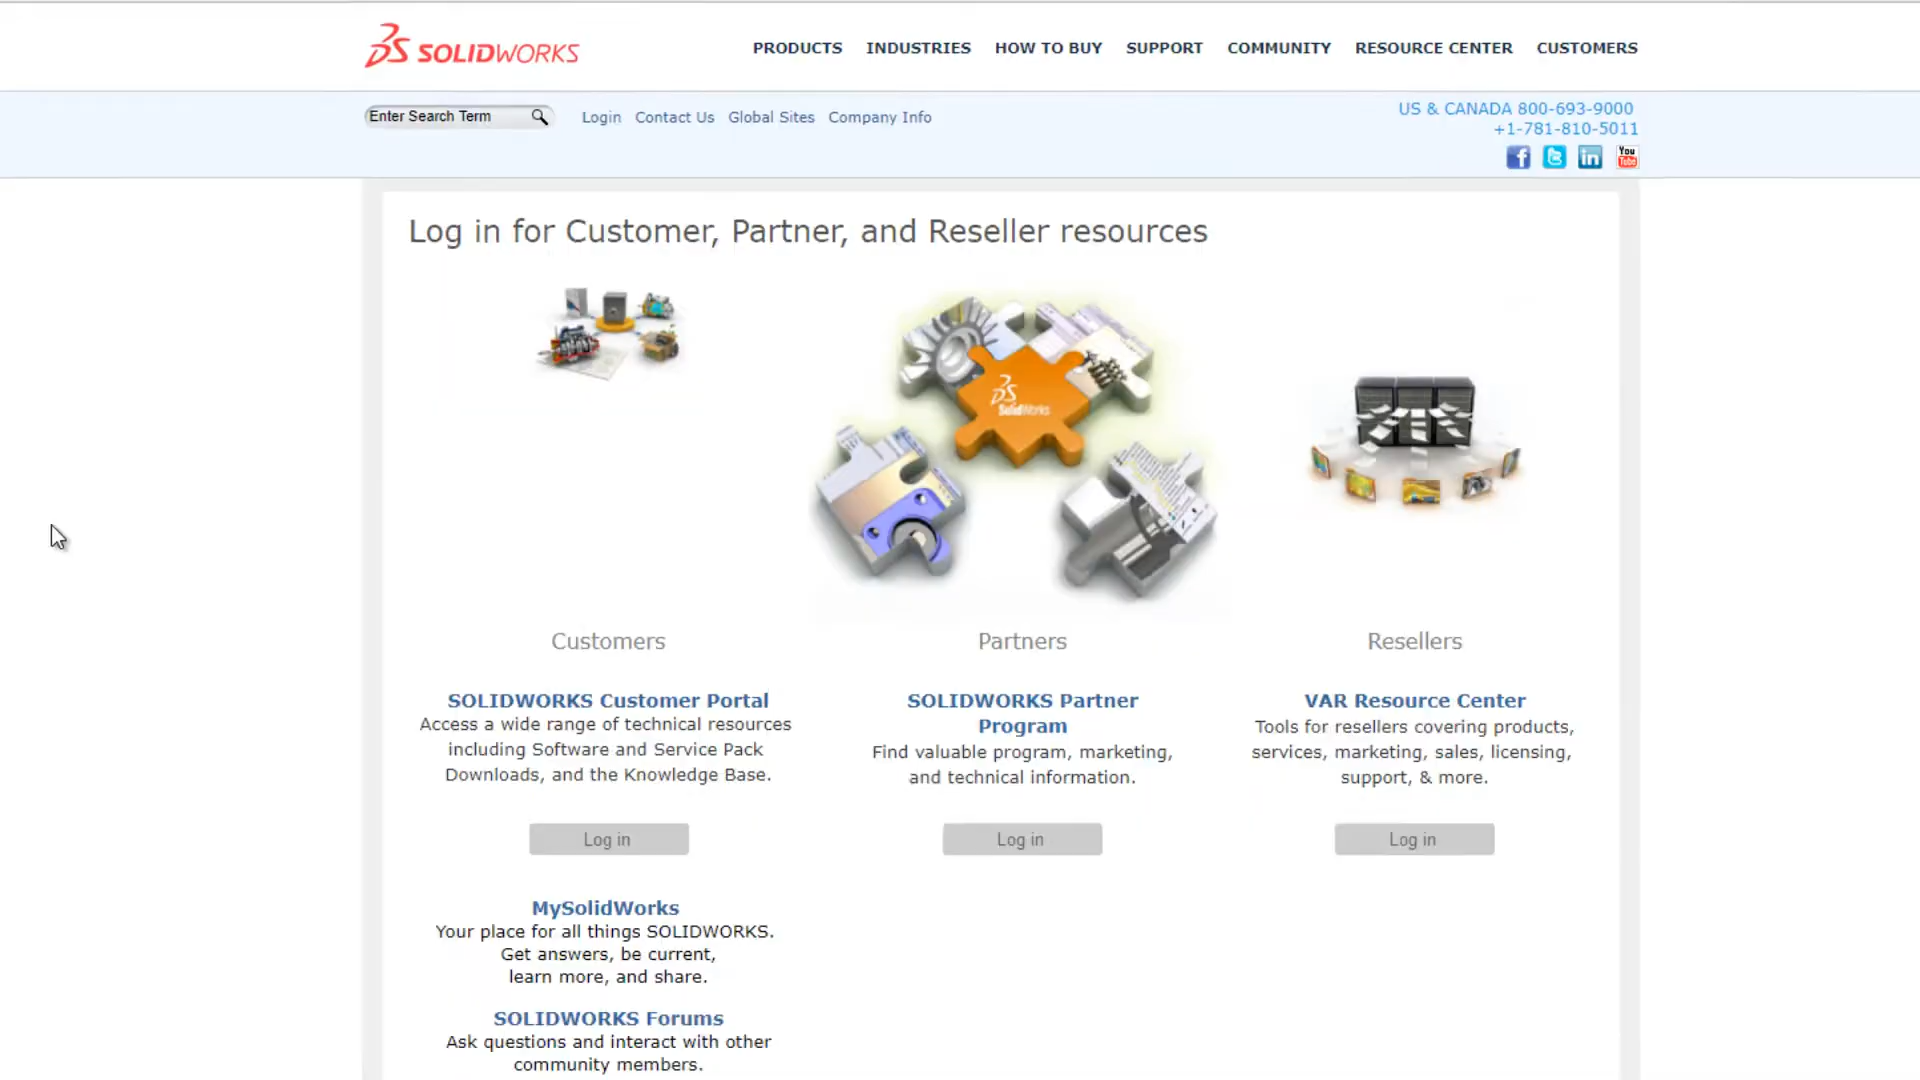 SOLIDWORKS
PRODUCTS INDUSTRIES HOW TO BUY SUPPORT COMMUNITY RESOURCE CENTER CUSTOMERS
Enter Search Term Login Contact Us Global Sites Company Info
US & CANADA 800-693-9000
+1-781-810-5011
You
Tube
Log in for Customer, Partner, and Reseller resources
SolidWorks
Customers Partners Resellers
SOLIDWORKS Customer Portal
Access a wide range of technical resources
including Software and Service Pack
Downloads, and the Knowledge Base.
Log in
SOLIDWORKS Partner
Program
Find valuable program, marketing,
and technical information.
Log in
VAR Resource Center
Tools for resellers covering products,
services, marketing, sales, licensing,
support, & more.
Log in
MySolidWorks
Your place for all things SOLIDWORKS.
Get answers, be current,
learn more, and share.
SOLIDWORKS Forums
Ask questions and interact with other
community members.